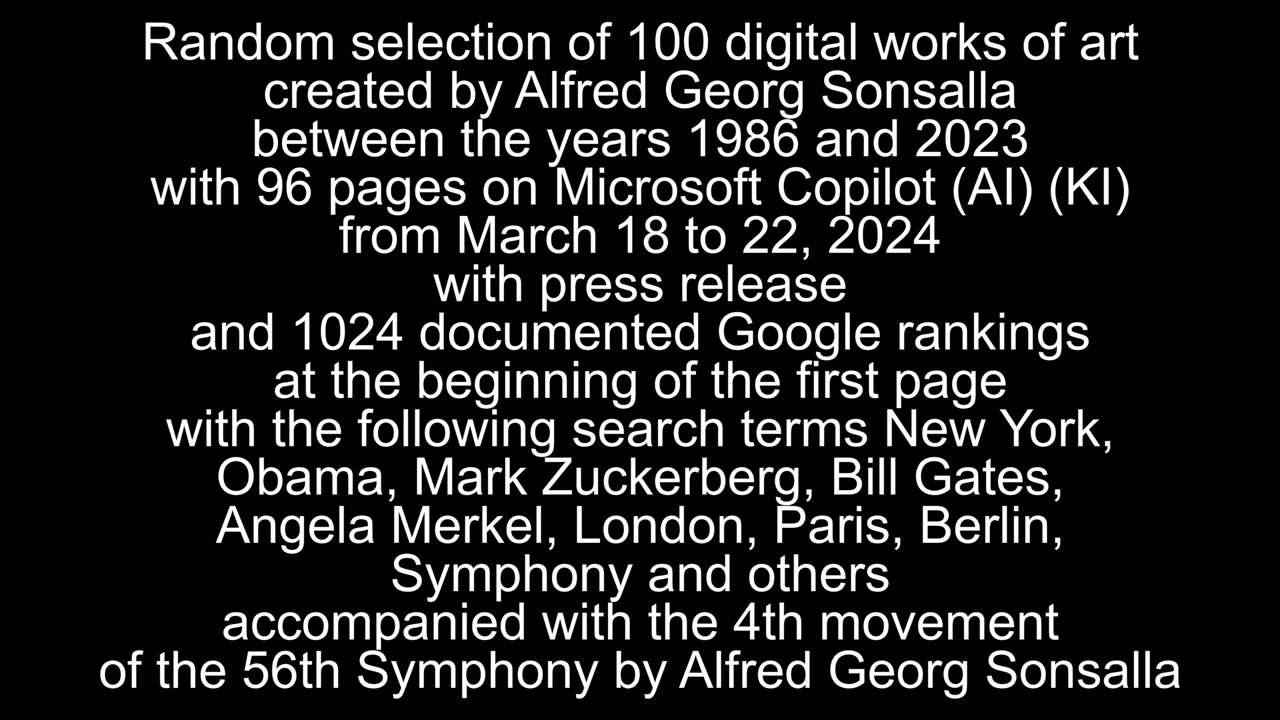 Random selection of 100 digital works of art
created by Alfred Georg Sonsalla
between the years 1986 and 2023
with 96 pages on Microsoft Copilot (AI) (KI)
from March 18 to 22, 2024
with press release
and 1024 documented Google rankings
at the beginning of the first page
with the following search terms New York,
Obama, Mark Zuckerberg, Bill Gates,
Angela Merkel, London, Paris, Berlin,
Symphony and others
accompanied with the 4th movement
of the 56th Symphony by Alfred Georg Sonsalla